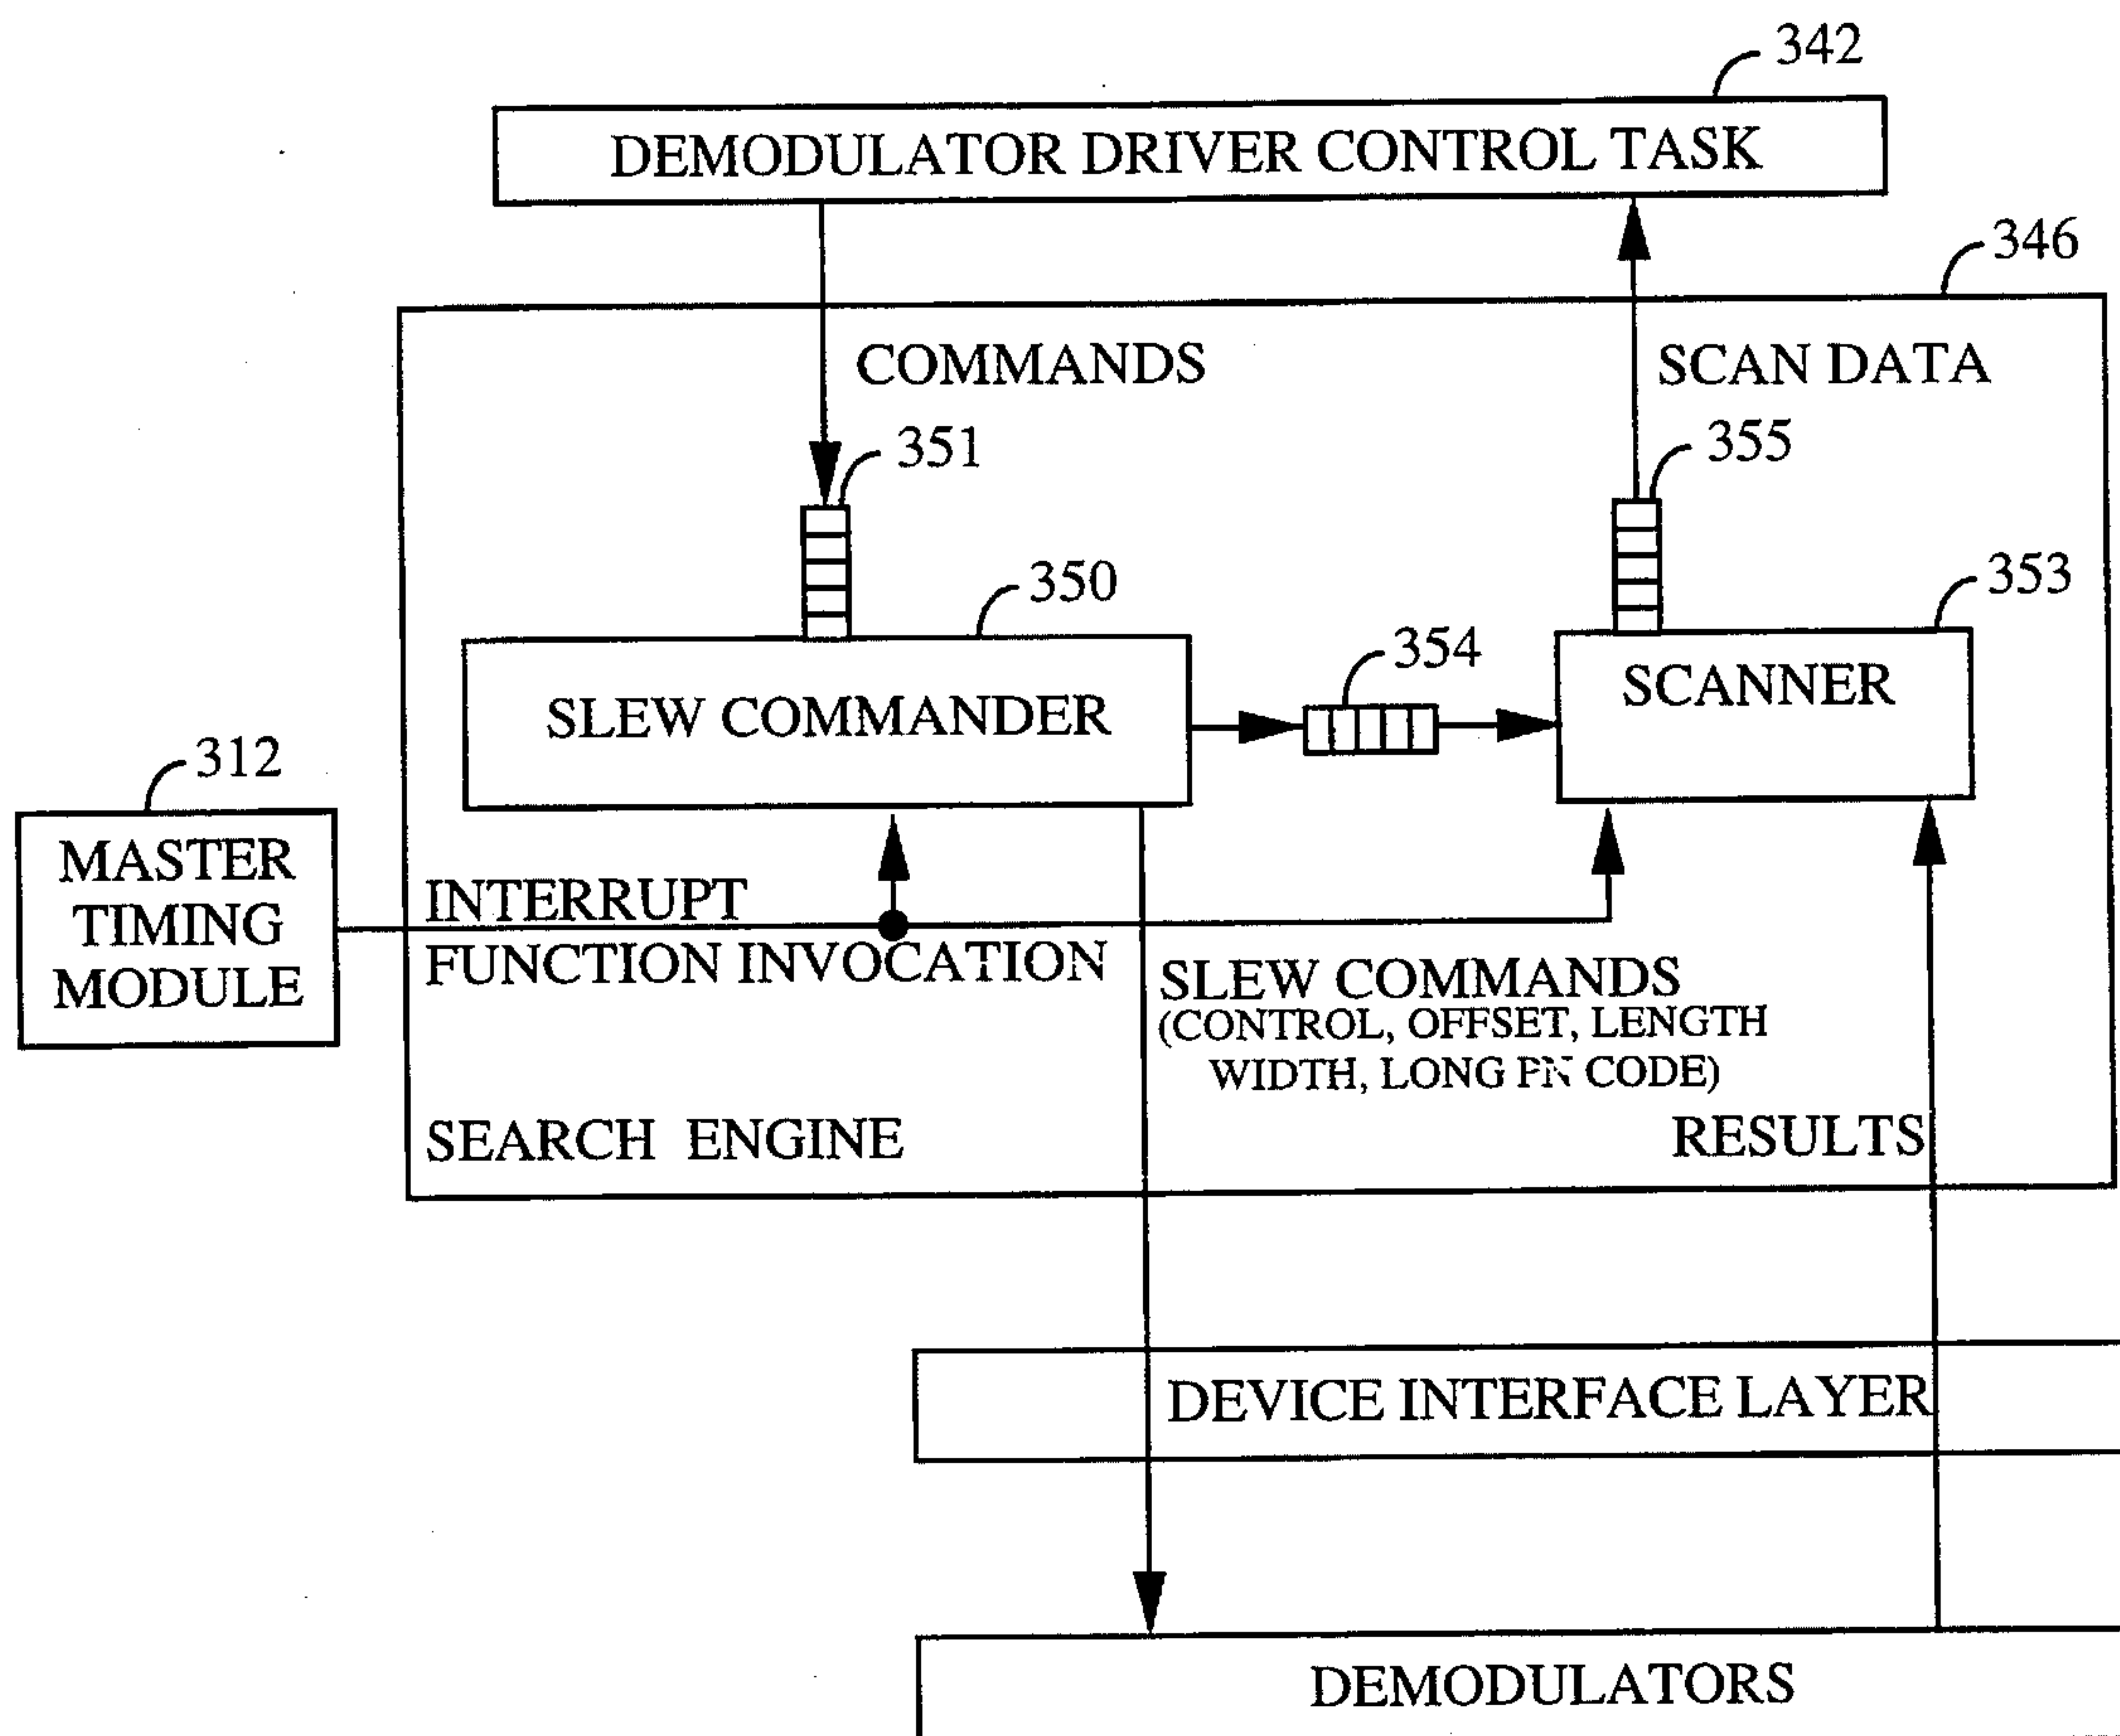 342
DEMODULATOR DRIVER CONTROL TASK
346
COMMANDS
SCAN DATA
351
355
350
353
354
SLEW COMMANDER
SCANNER
312
MASTER
TIMING
MODULE
INTERRUPT
FUNCTION INVOCATION
SLEW COMMANDS
(CONTROL, OFFSET, LENGTH
WIDTH, LONG PN CODE)
SEARCH ENGINE
RESULTS
DEVICE INTERFACE LAYER
DEMODULATORS